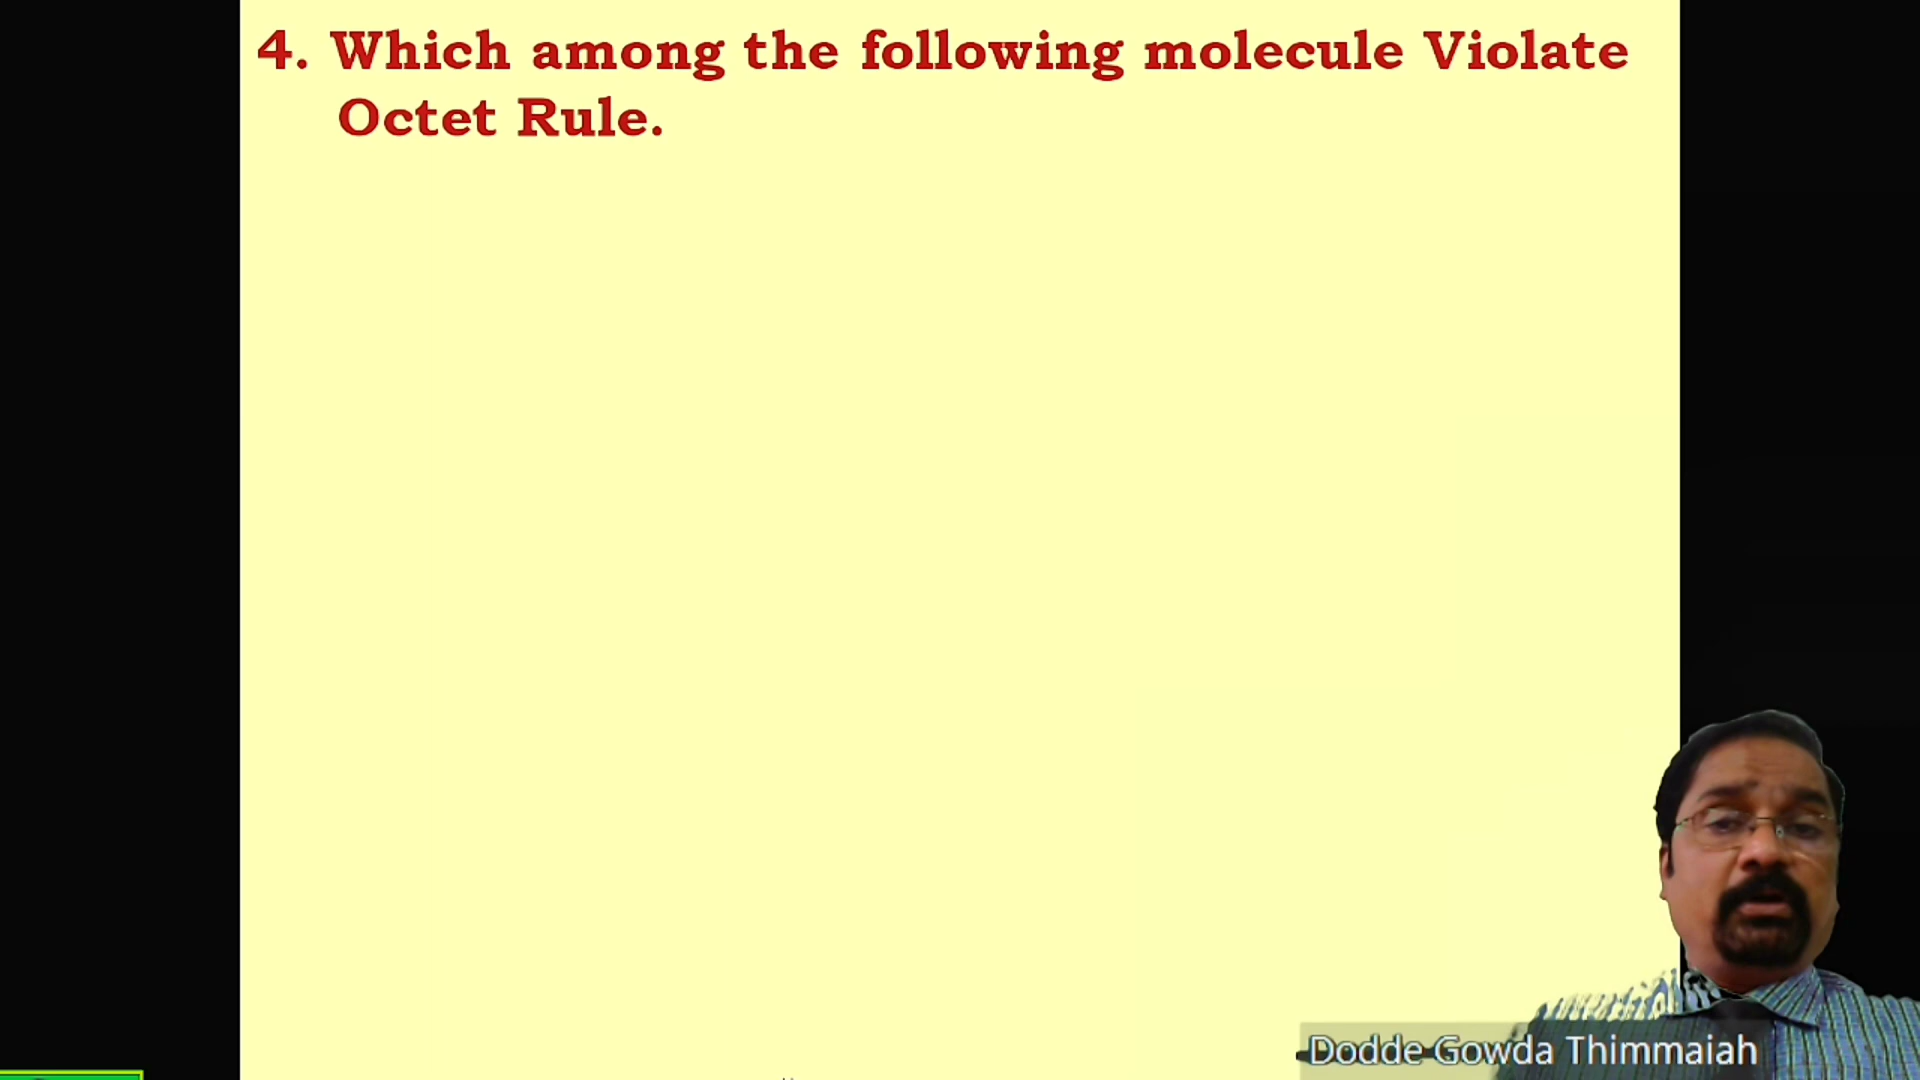 4. Which among the following molecule Violate
Octet Rule.
Dodde Gowda Thimmaiah